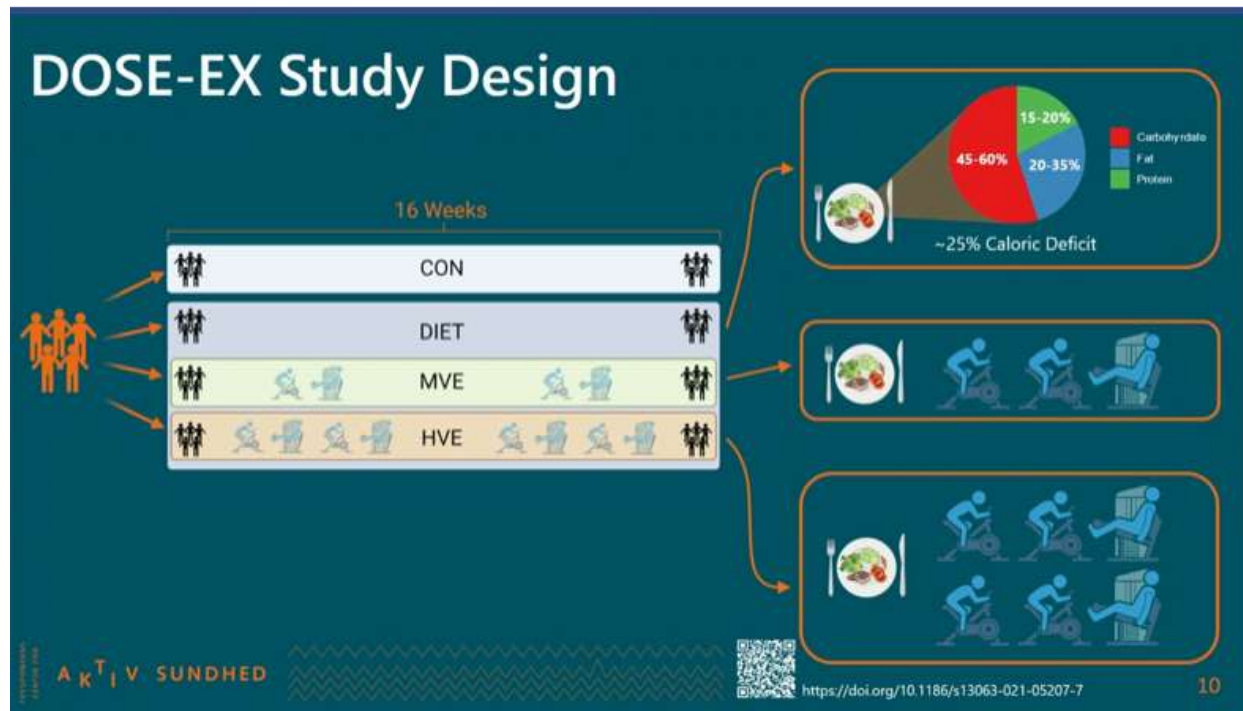 DOSE-EX Study Design
16 Weeks
CON
DIET
MVE
HVE
15-20%
45-60%
20-35%
Carbohyrdate
Fat
Protein
~25% Caloric Deficit
AKTIV SUNDHED
https://doi.org/10.1186/s13063-021-05207-7
10